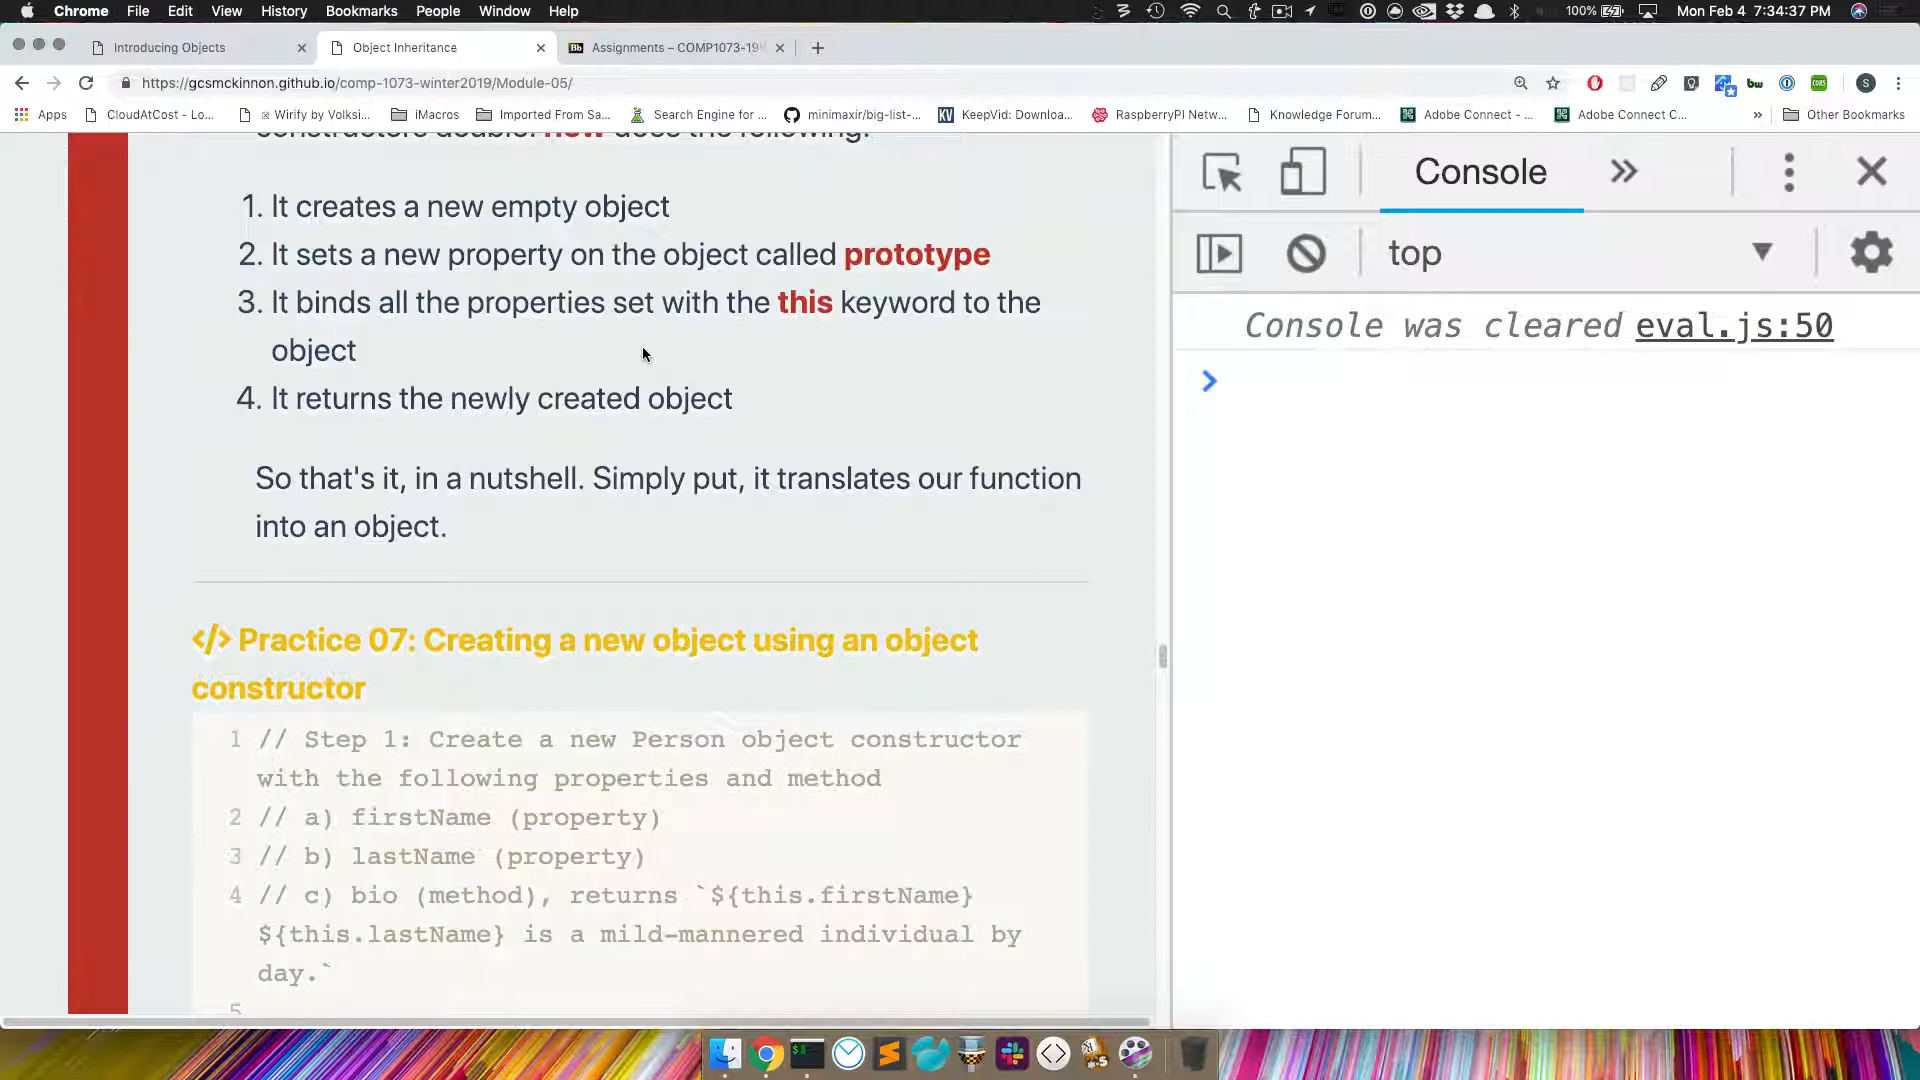 Chrome File Edit View History Bookmarks People Window Help 100% Mon Feb 4 7:34:37 PM
Introducing Objects Object Inheritance Bb Assignments – COMP1073-19
https://gcsmckinnon.github.io/comp-1073-winter2019/Module-05/
Apps CloudAtCost - Lo... Wirify by Volksi... iMacros Imported From Sa... Search Engine for ... minimaxir/big-list-... KV KeepVid: Downloa... RaspberryPI Netw... Knowledge Forum... Adobe Connect - ... Adobe Connect C... » Other Bookmarks
new does the following:
1. It creates a new empty object
2. It sets a new property on the object called prototype
3. It binds all the properties set with the this keyword to the
object
4. It returns the newly created object
So that's it, in a nutshell. Simply put, it translates our function
into an object.
</> Practice 07: Creating a new object using an object
constructor
1 // Step 1: Create a new Person object constructor
with the following properties and method
2 // a) firstName (property)
3 // b) lastName (property)
4 // c) bio (method), returns `${this.firstName}
${this.lastName} is a mild-mannered individual by
day.`
5
Console
top
Console was cleared eval.js:50